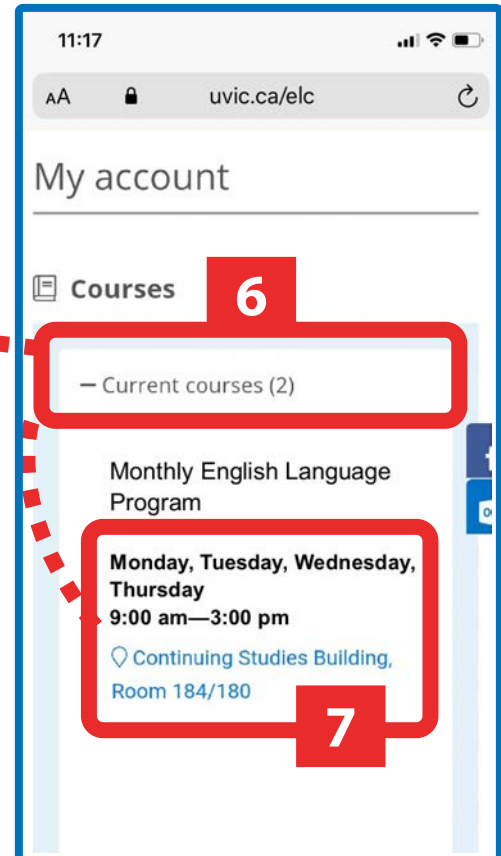 11:17
AA uvic.ca/elc
My account
Courses
6
– Current courses (2)
Monthly English Language
Program
Monday, Tuesday, Wednesday,
Thursday
9:00 am—3:00 pm
Continuing Studies Building,
Room 184/180
7